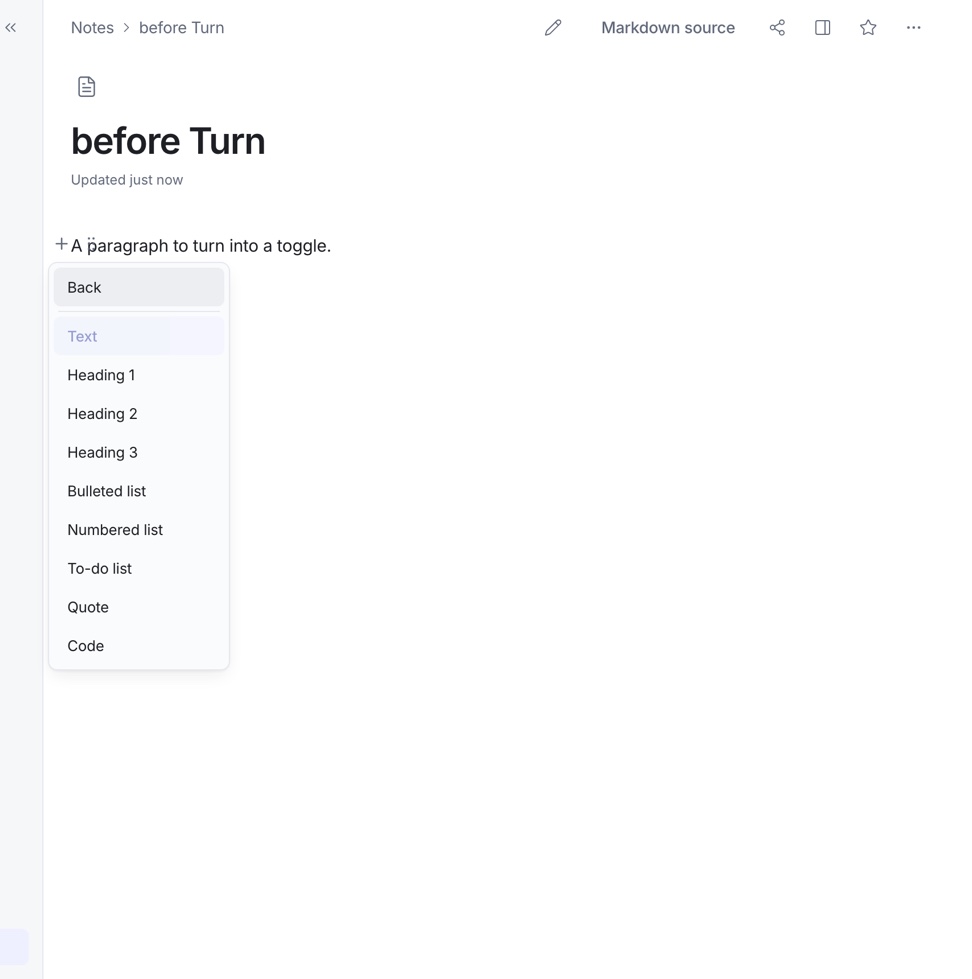 Notes > before Turn
Markdown source
before Turn
Updated just now
A paragraph to turn into a toggle.
Back
Text
Heading 1
Heading 2
Heading 3
Bulleted list
Numbered list
To-do list
Quote
Code